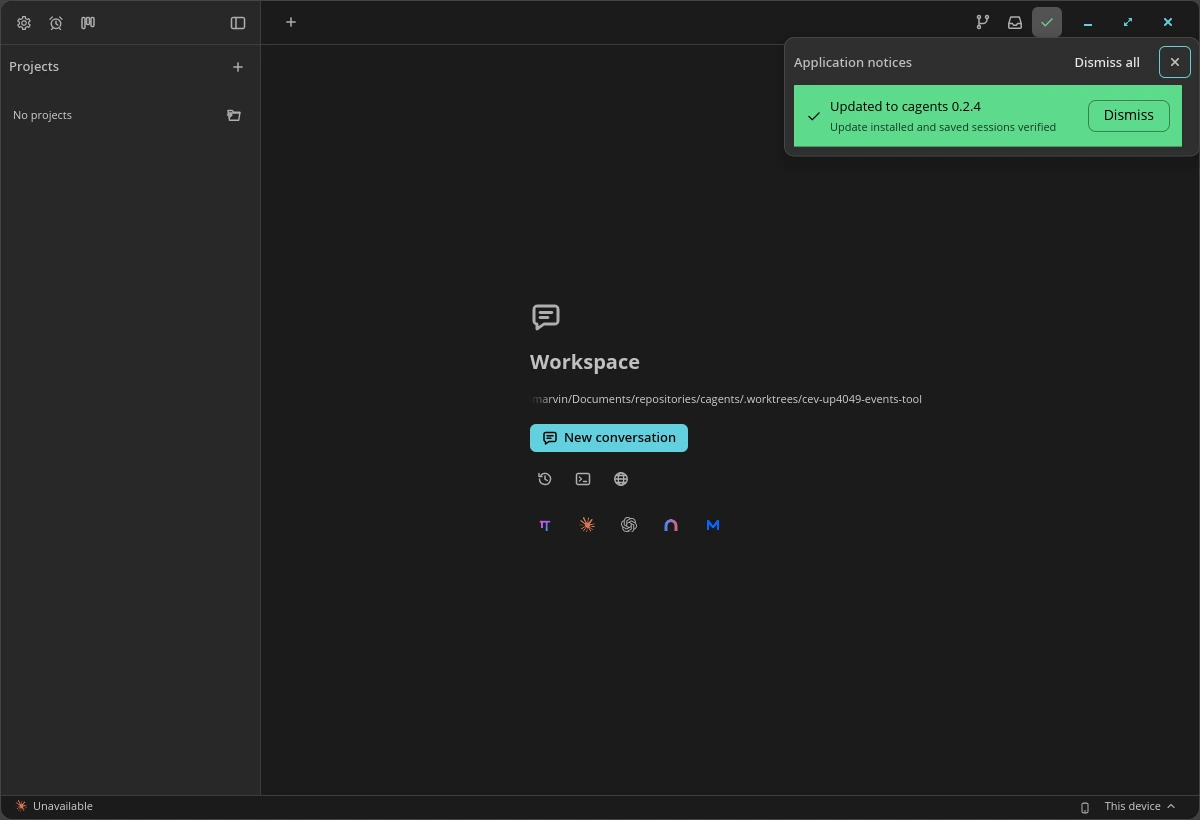 Projects
No projects
Application notices
Dismiss all
Updated to cagents 0.2.4
Update installed and saved sessions verified
Dismiss
Workspace
marvin/Documents/repositories/cagents/.worktrees/cev-up4049-events-tool
New conversation
Unavailable
This device